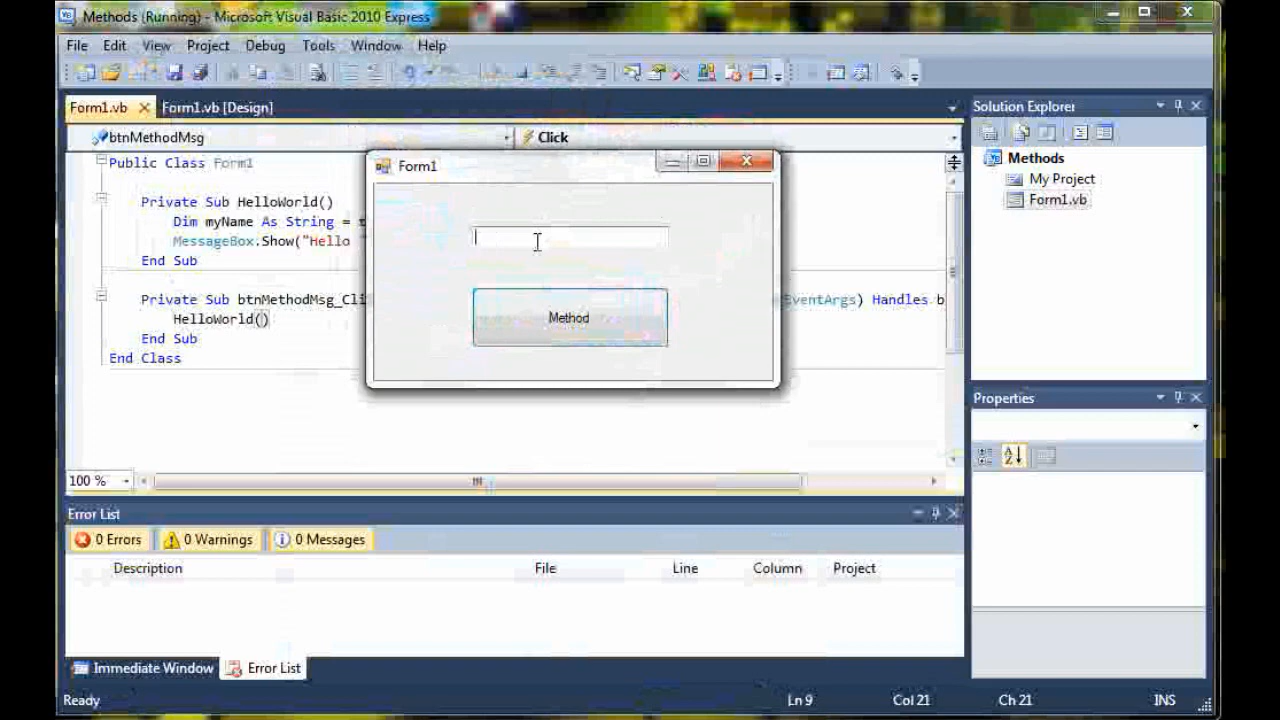 Methods (Running) - Microsoft Visual Basic 2010 Express
File Edit View Project Debug Tools Window Help
Form1.vb Form1.vb [Design]
btnMethodMsg Click
Public Class Form1
Private Sub HelloWorld()
Dim myName As String =
MessageBox.Show("Hello
End Sub
Private Sub btnMethodMsg_Cli
EventArgs) Handles b
HelloWorld()
End Sub
End Class
Form1
Method
100 %
Solution Explorer
Methods
My Project
Form1.vb
Properties
Error List
0 Errors 0 Warnings 0 Messages
Description File Line Column Project
Immediate Window Error List
Ready Ln 9 Col 21 Ch 21 INS